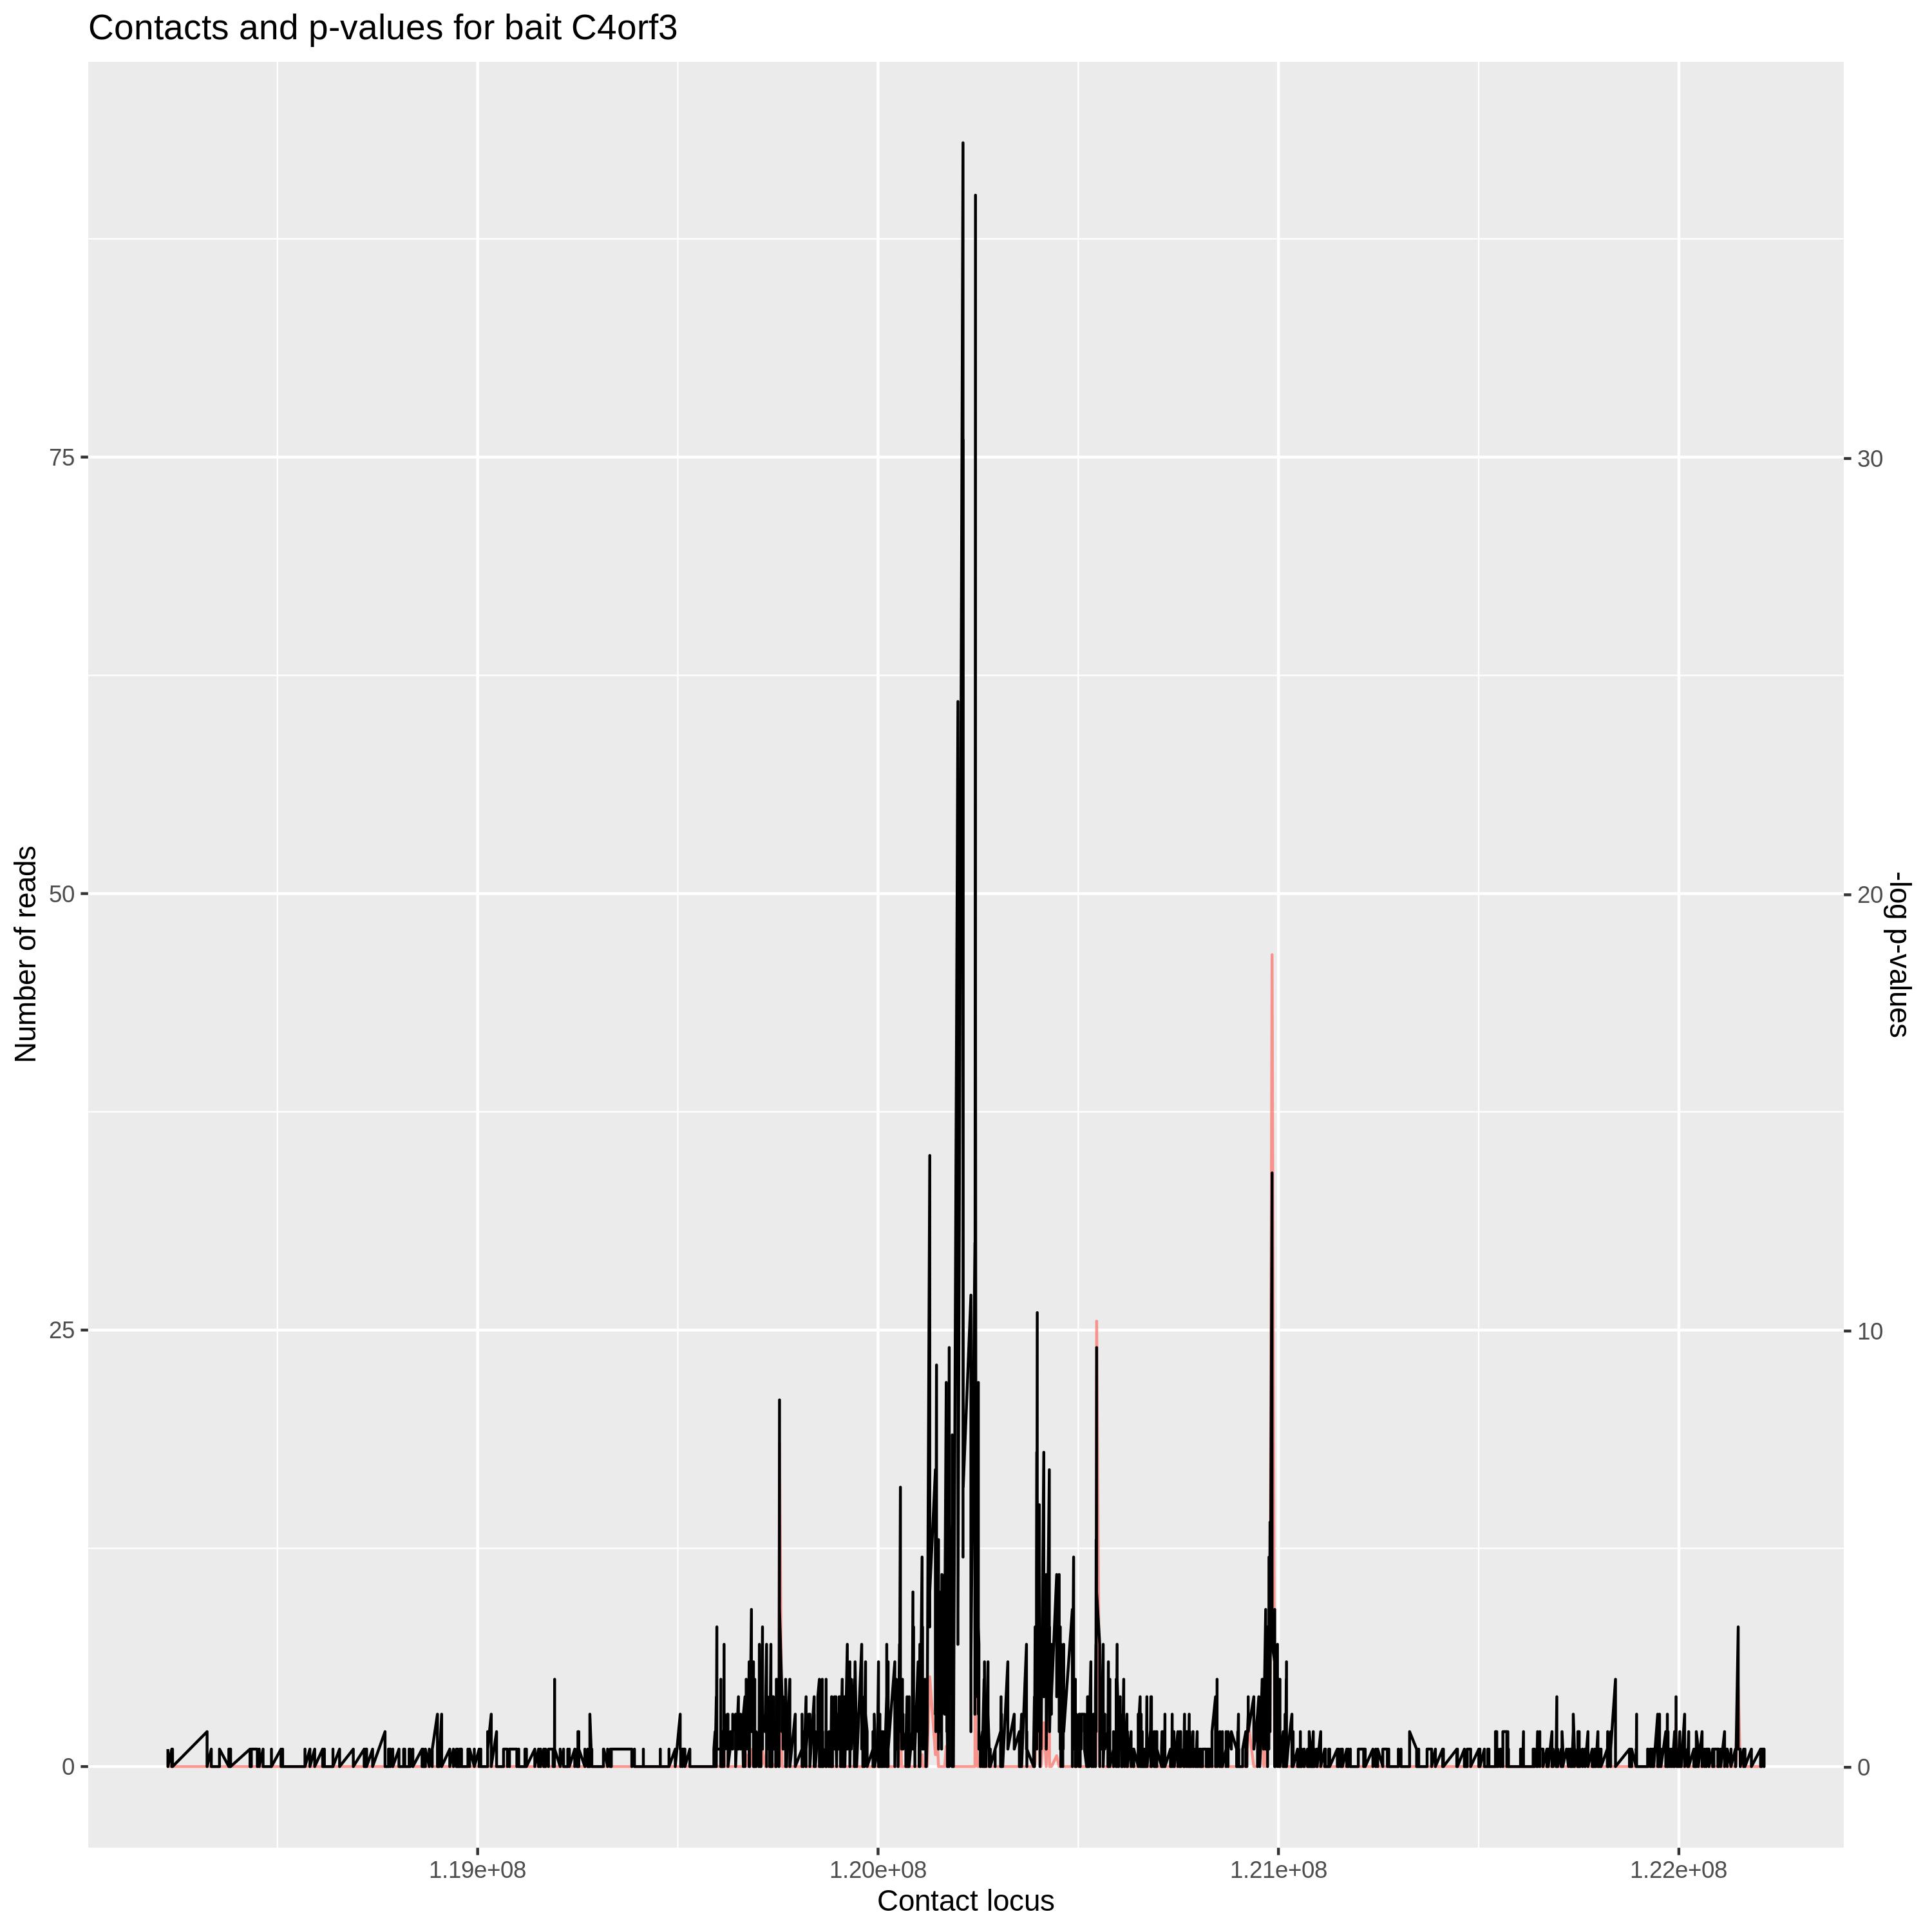 Contacts and p-values for bait C4orf3
Number of reads
75
50
25
0
30
20
10
0
-log p-values
1.19e+08 1.20e+08 1.21e+08 1.22e+08
Contact locus